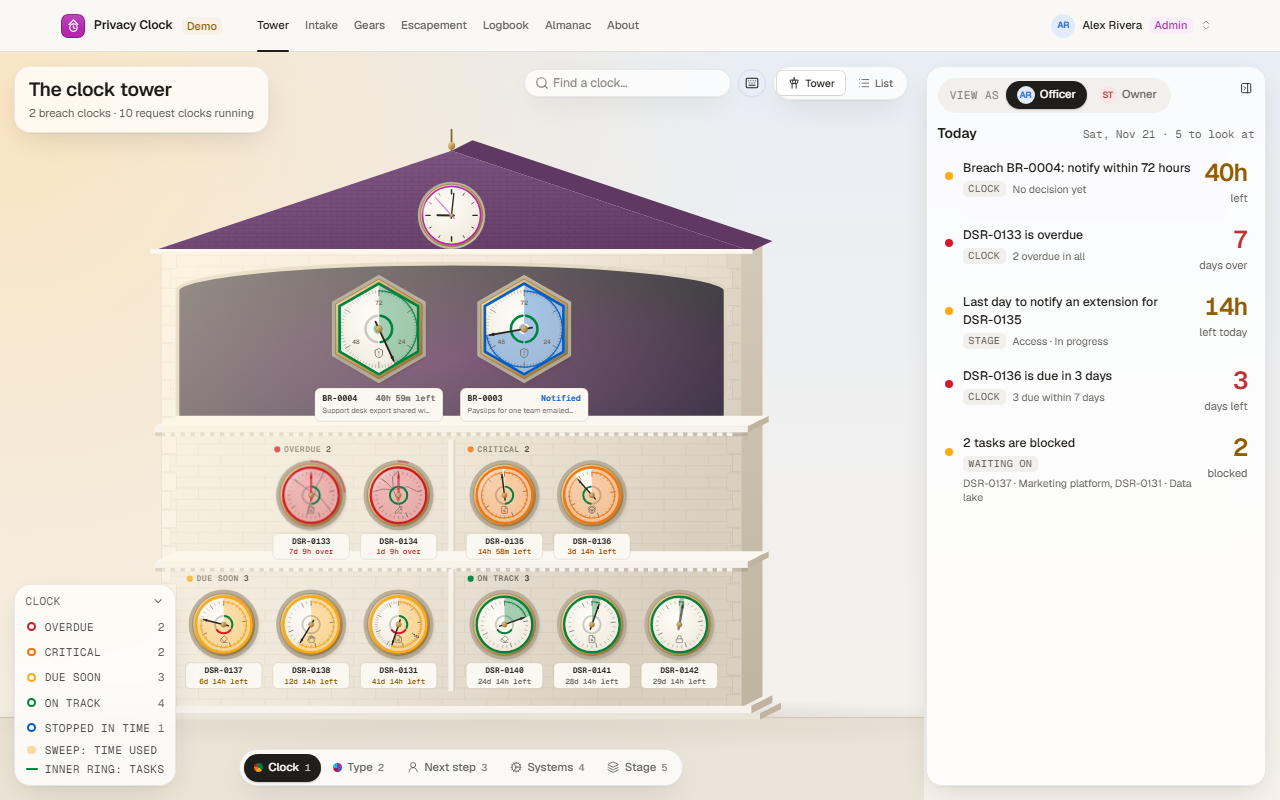 Privacy Clock Demo Tower Intake Gears Escapement Logbook Almanac About AR Alex Rivera Admin
The clock tower
2 breach clocks · 10 request clocks running
Find a clock... Tower List
VIEW AS AR Officer ST Owner
Today Sat, Nov 21 · 5 to look at
Breach BR-0004: notify within 72 hours 40h
CLOCK No decision yet left
DSR-0133 is overdue 7
CLOCK 2 overdue in all days over
Last day to notify an extension for DSR-0135 14h
STAGE Access · In progress left today
DSR-0136 is due in 3 days 3
CLOCK 3 due within 7 days days left
2 tasks are blocked 2
WAITING ON blocked
DSR-0137 · Marketing platform, DSR-0131 · Data
lake
72 72
48 24 48 24
BR-0004 40h 59m left BR-0003 Notified
Support desk export shared wi... Payslips for one team emailed...
OVERDUE 2 CRITICAL 2
DSR-0133 DSR-0134 DSR-0135 DSR-0136
7d 9h over 1d 9h over 14h 58m left 3d 14h left
DUE SOON 3 ON TRACK 3
DSR-0137 DSR-0138 DSR-0131 DSR-0140 DSR-0141 DSR-0142
6d 14h left 12d 14h left 41d 14h left 24d 14h left 28d 14h left 29d 14h left
CLOCK
OVERDUE 2
CRITICAL 2
DUE SOON 3
ON TRACK 4
STOPPED IN TIME 1
SWEEP: TIME USED
INNER RING: TASKS
Clock 1 Type 2 Next step 3 Systems 4 Stage 5